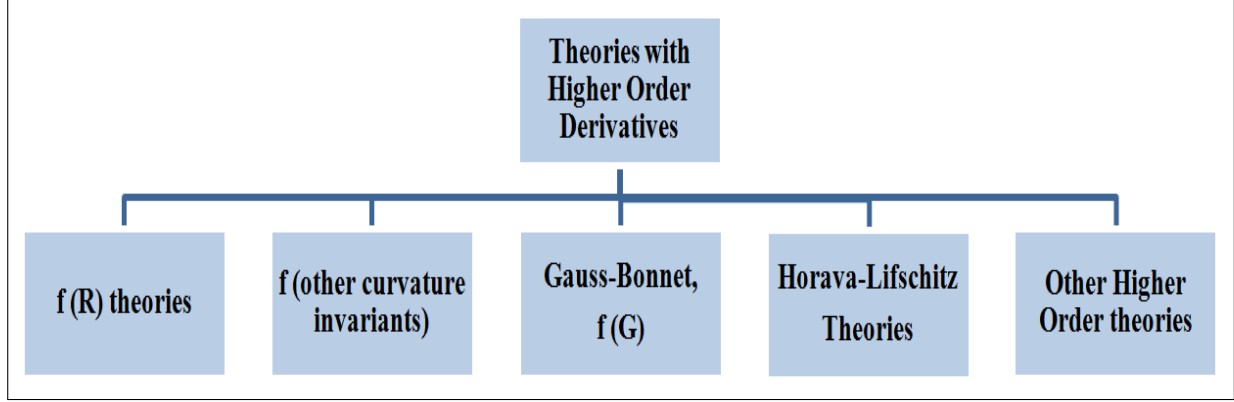 Theories with
Higher Order
Derivatives
f (R) theories
f (other curvature
invariants)
Gauss-Bonnet,
f (G)
Horava-Lifschitz
Theories
Other Higher
Order theories